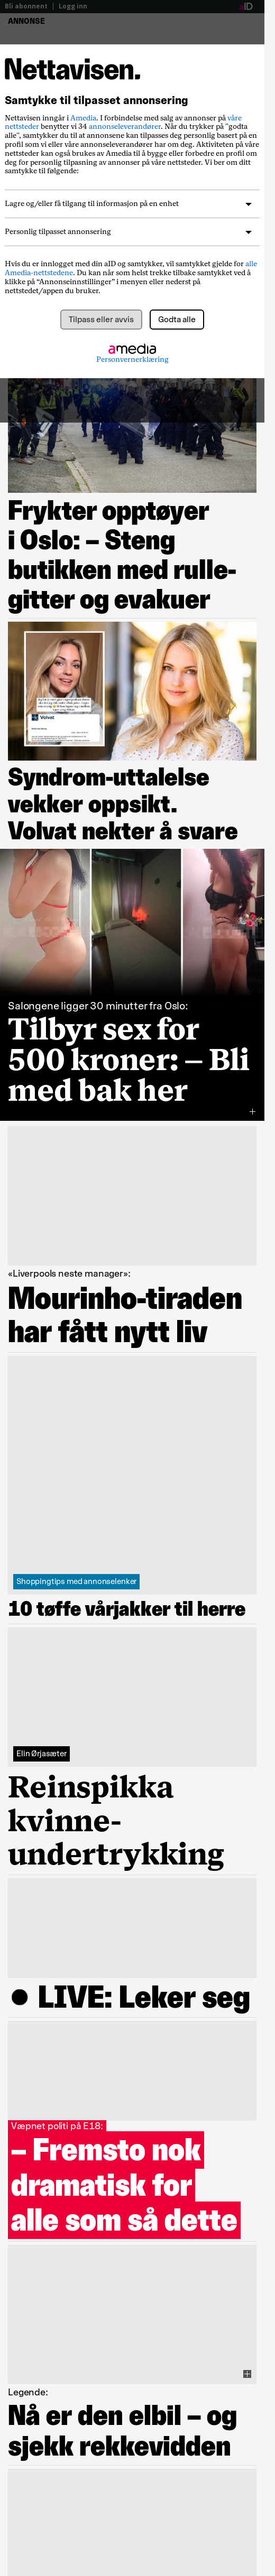 Bli abonnent | Logg inn
aID
ANNONSE
Nettavisen.
Samtykke til tilpasset annonsering
Nettavisen inngår i Amedia. I forbindelse med salg av annonser på våre
nettsteder benytter vi 34 annonseleverandører. Når du trykker på "godta
alle", samtykker du til at annonsene kan tilpasses deg personlig basert på en
profil som vi eller våre annonseleverandører har om deg. Aktiviteten på våre
nettsteder kan også brukes av Amedia til å bygge eller forbedre en profil om
deg for personlig tilpasning av annonser på våre nettsteder. Vi ber om ditt
samtykke til følgende:
Lagre og/eller få tilgang til informasjon på en enhet
Personlig tilpasset annonsering
Hvis du er innlogget med din aID og samtykker, vil samtykket gjelde for alle
Amedia-nettstedene. Du kan når som helst trekke tilbake samtykket ved å
klikke på “Annonseinnstillinger” i menyen eller nederst på
nettstedet/appen du bruker.
Tilpass eller avvis
Godta alle
amedia
Personvernerklæring
Frykter opptøyer
i Oslo: – Steng
butikken med rulle-
gitter og evakuer
Volvat
Syndrom-uttalelse
vekker oppsikt.
Volvat nekter å svare
Salongene ligger 30 minutter fra Oslo:
Tilbyr sex for
500 kroner: – Bli
med bak her
«Liverpools neste manager»:
Mourinho-tiraden
har fått nytt liv
Shoppingtips med annonselenker
10 tøffe vårjakker til herre
Elin Ørjasæter
Reinspikka
kvinne-
undertrykking
● LIVE: Leker seg
Væpnet politi på E18:
– Fremsto nok
dramatisk for
alle som så dette
Legende:
Nå er den elbil – og
sjekk rekkevidden